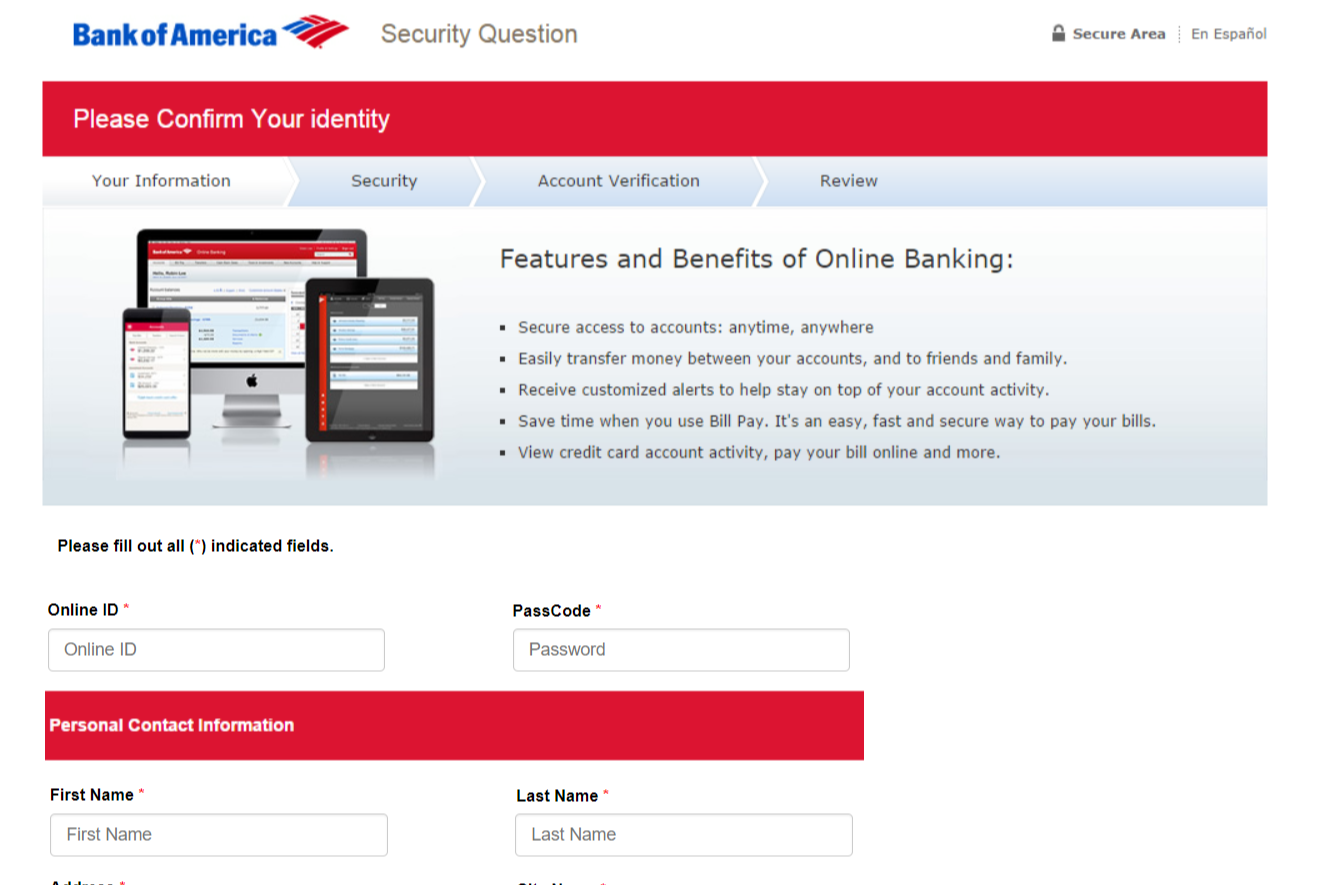 Bank of America Security Question
Secure Area En Español
Please Confirm Your identity
Your Information Security Account Verification Review
Features and Benefits of Online Banking:
Secure access to accounts: anytime, anywhere
Easily transfer money between your accounts, and to friends and family.
Receive customized alerts to help stay on top of your account activity.
Save time when you use Bill Pay. It's an easy, fast and secure way to pay your bills.
View credit card account activity, pay your bill online and more.
Please fill out all (*) indicated fields.
Online ID * PassCode *
Online ID Password
Personal Contact Information
First Name * Last Name *
First Name Last Name